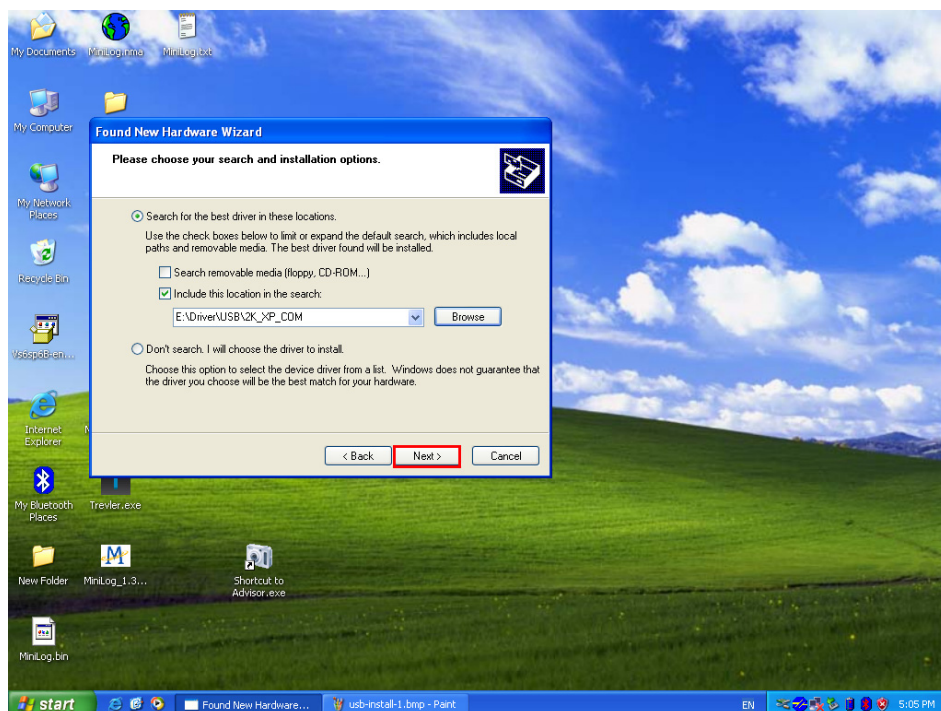 My Documents
MiniLog.nma
MiniLog.txt
My Computer
My Network
Places
Recycle Bin
Vs6sp6B-en...
Internet
Explorer
My Bluetooth
Places
Trevler.exe
New Folder
MiniLog_1.3...
Shortcut to
Advisor.exe
MiniLog.bin
Found New Hardware Wizard
Please choose your search and installation options.
Search for the best driver in these locations.
Use the check boxes below to limit or expand the default search, which includes local
paths and removable media. The best driver found will be installed.
Search removable media (floppy, CD-ROM...)
Include this location in the search:
E:\Driver\USB\2K_XP_COM
Browse
Don't search. I will choose the driver to install.
Choose this option to select the device driver from a list. Windows does not guarantee that
the driver you choose will be the best match for your hardware.
< Back
Next >
Cancel
start
Found New Hardware...
usb-install-1.bmp - Paint
EN
5:05 PM